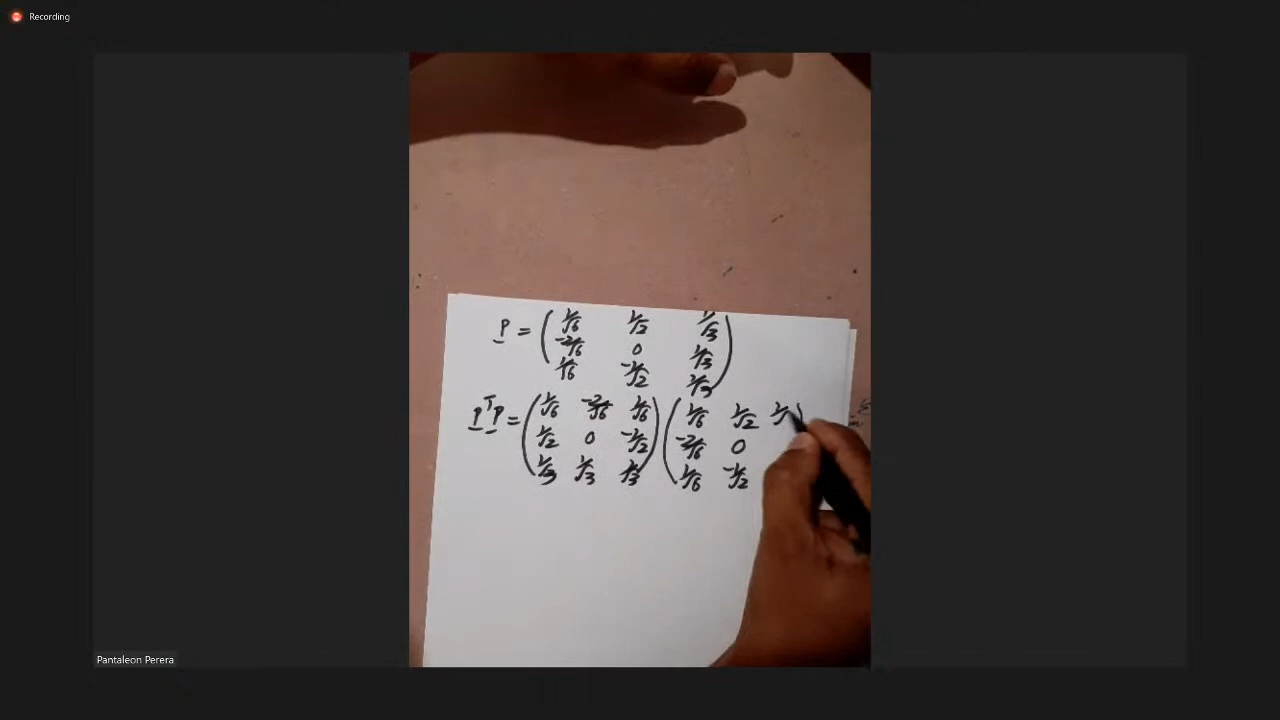 Recording
P = ( 1/√6 1/√2 1/√3
-2/√6 0 1/√3
1/√6 -1/√2 1/√3 )
PᵀP = ( 1/√6 -2/√6 1/√6 ) ( 1/√6 1/√2 1/√
1/√2 0 -1/√2 -2/√6 0
1/√3 1/√3 1/√3 1/√6 -1/√2
Pantaleon Perera